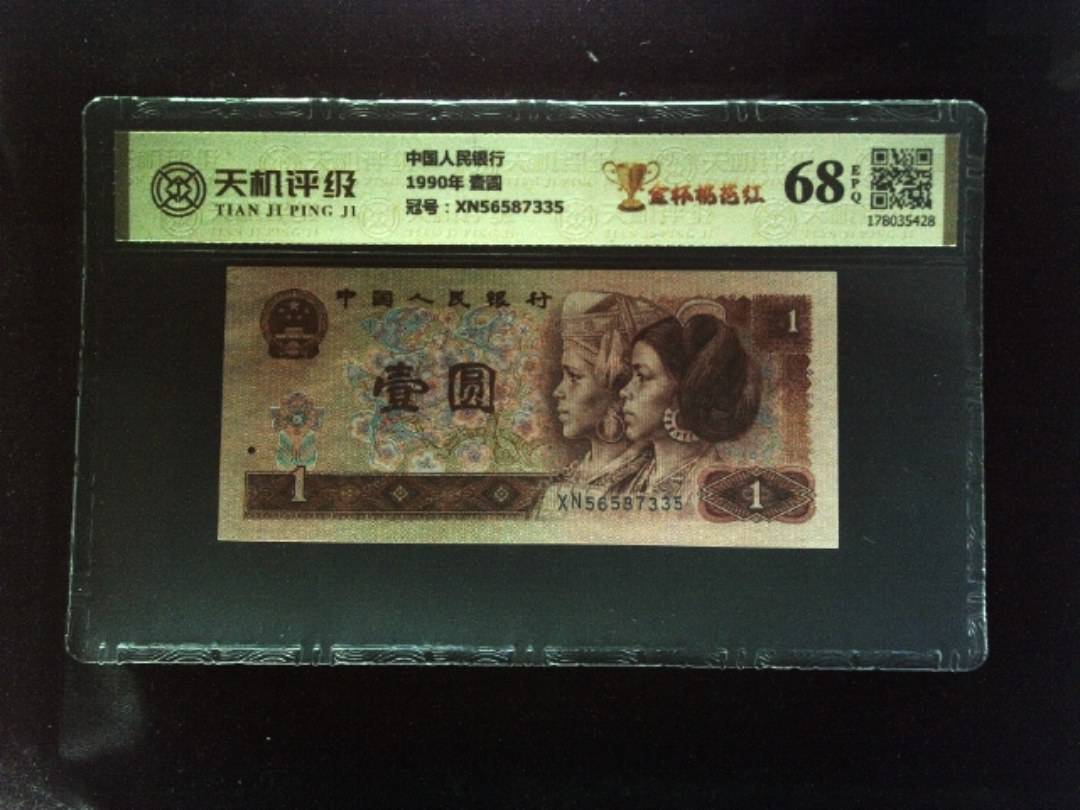 天机评级
TIAN JI PING JI
中国人民银行
1990年 壹圆
冠号：XN56587335
金杯桃花红
68
EPQ
178035428
中国人民银行
1
壹圆
1
XN56587335
1